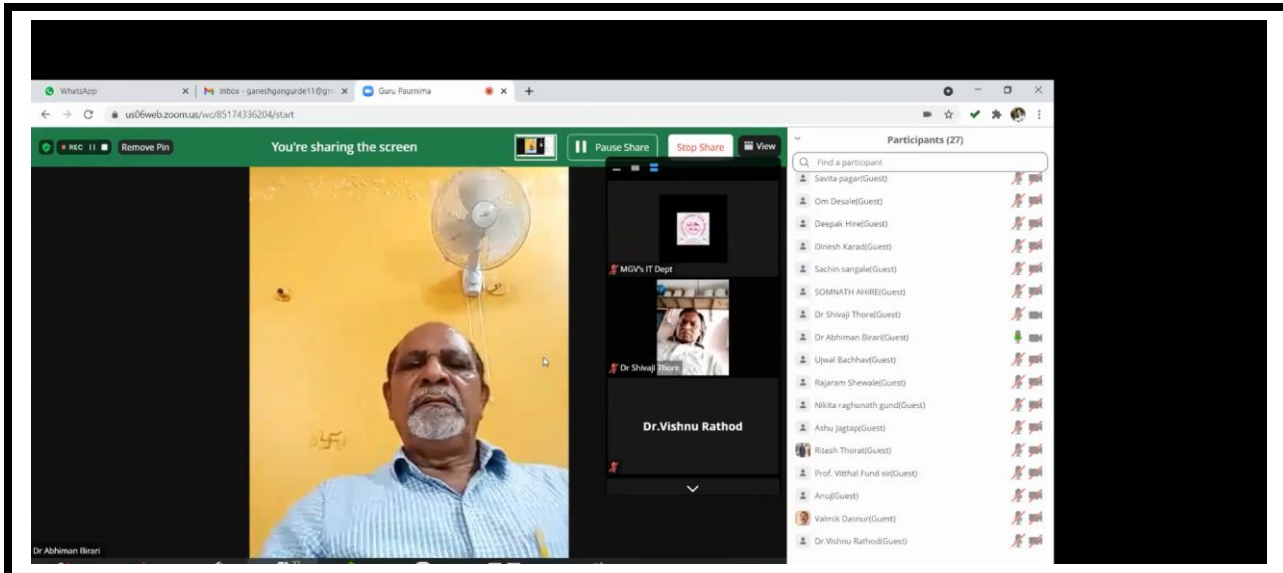 WhatsApp
Inbox - ganeshgangurde11@gm
Guru Paurnima
us06web.zoom.us/wc/85174336204/start
REC
Remove Pin
You're sharing the screen
Pause Share
Stop Share
View
MGV's IT Dept
Dr Shivaji Thore
Dr.Vishnu Rathod
Dr Abhiman Birari
Participants (27)
Find a participant
Savita pagar(Guest)
Om Desale(Guest)
Deepak Hire(Guest)
Dinesh Karad(Guest)
Sachin sangale(Guest)
SOMNATH AHIRE(Guest)
Dr Shivaji Thore(Guest)
Dr Abhiman Birari(Guest)
Ujwal Bachhav(Guest)
Rajaram Shewale(Guest)
Nikita raghunath gund(Guest)
Ashu Jagtap(Guest)
Ritesh Thorat(Guest)
Prof. Vitthal Fund sir(Guest)
Anuj(Guest)
Valmik Dasnur(Guest)
Dr.Vishnu Rathod(Guest)